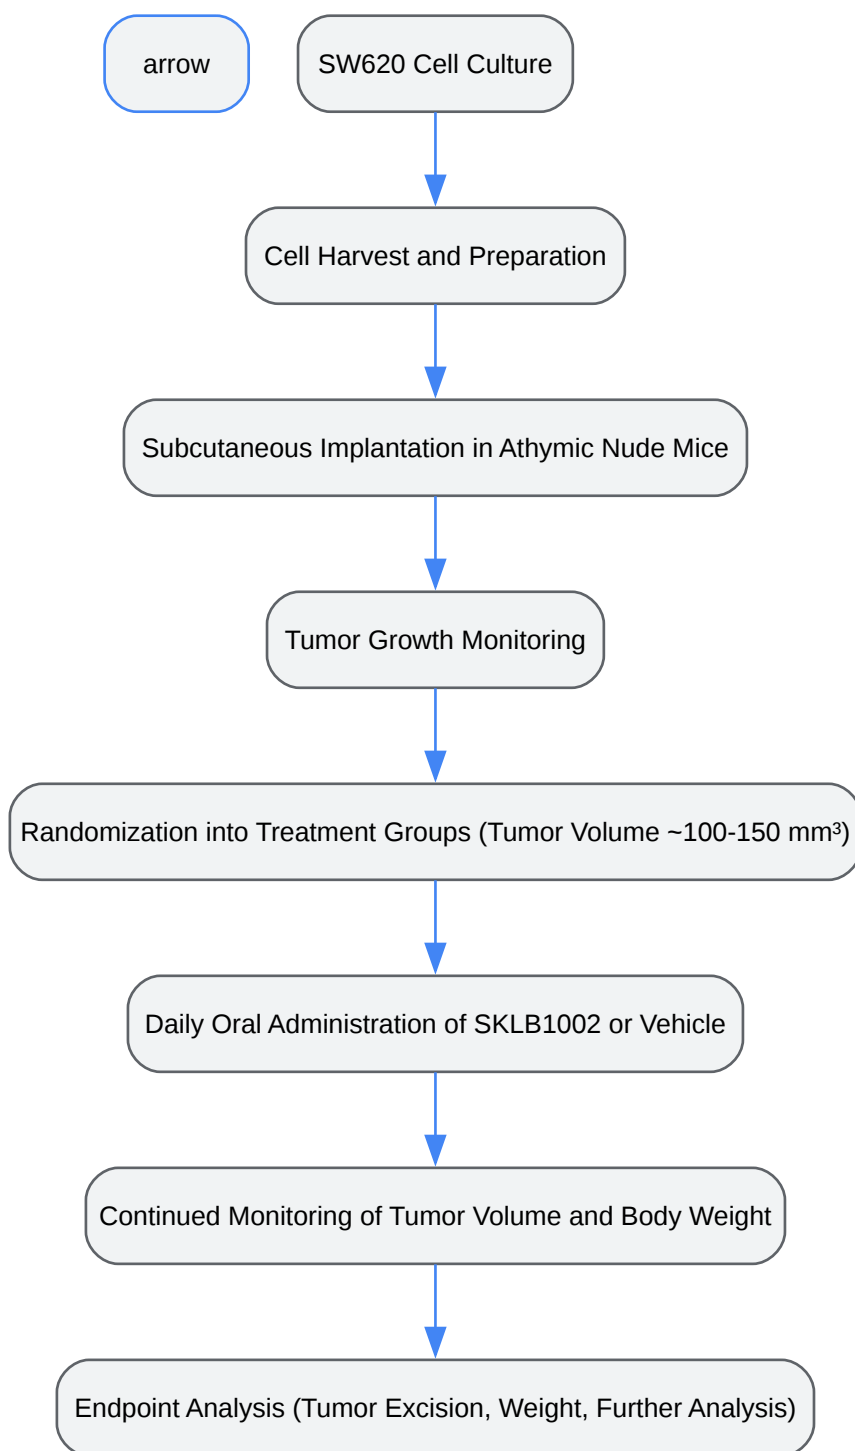 arrow
SW620 Cell Culture
Cell Harvest and Preparation
Subcutaneous Implantation in Athymic Nude Mice
Tumor Growth Monitoring
Randomization into Treatment Groups (Tumor Volume ~100-150 mm³)
Daily Oral Administration of SKLB1002 or Vehicle
Continued Monitoring of Tumor Volume and Body Weight
Endpoint Analysis (Tumor Excision, Weight, Further Analysis)